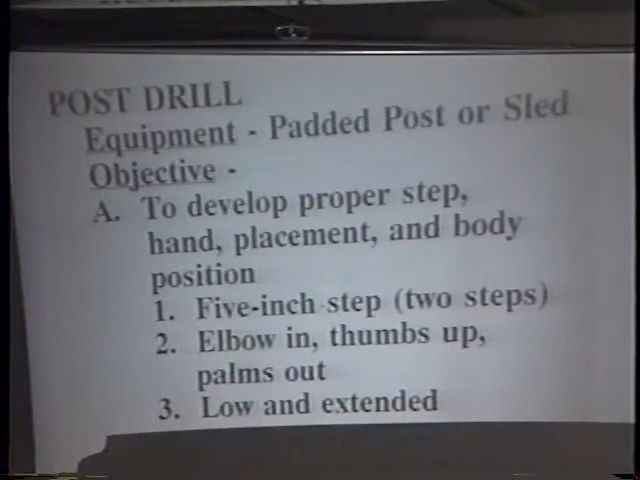 POST DRILL
Equipment - Padded Post or Sled
Objective -
A. To develop proper step,
hand, placement, and body
position
1. Five-inch step (two steps)
2. Elbow in, thumbs up,
palms out
3. Low and extended